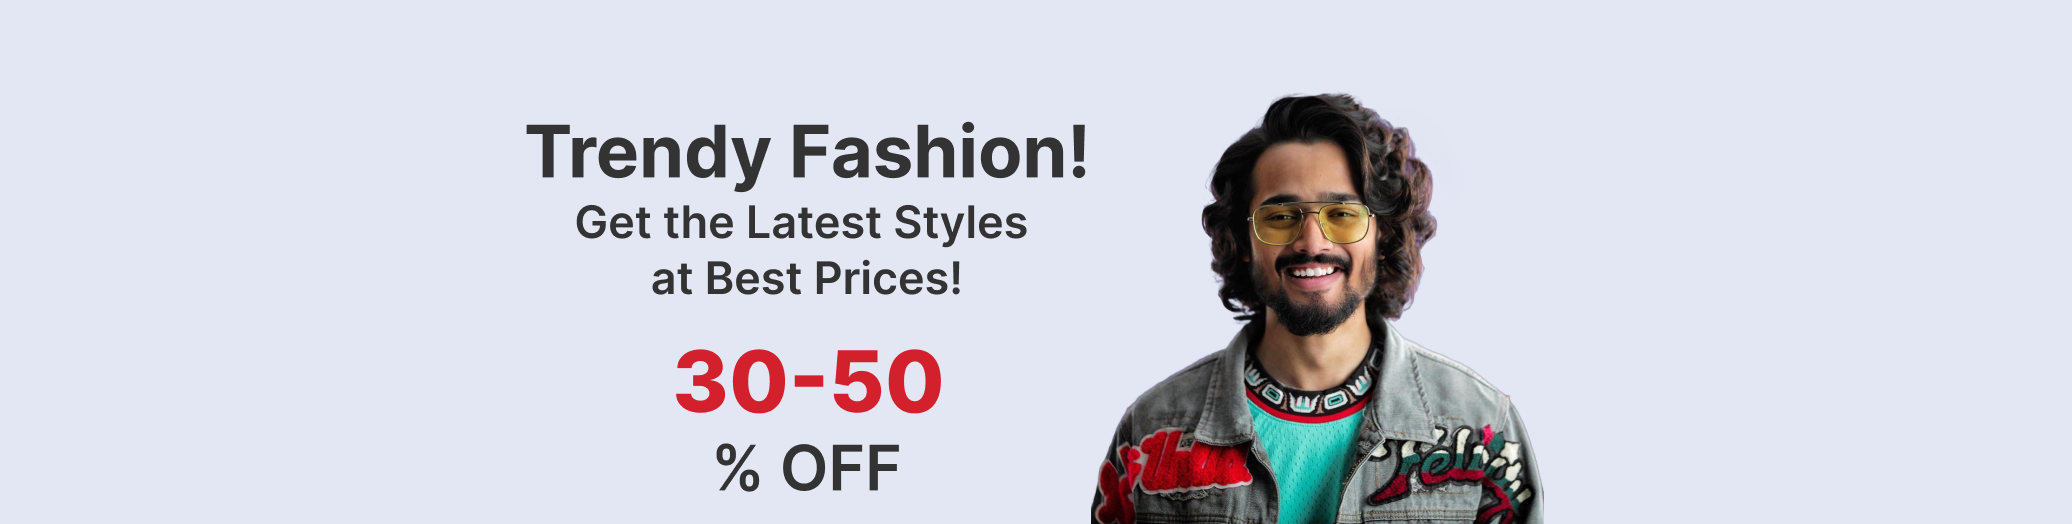 Trendy Fashion!
Get the Latest Styles
at Best Prices!
30-50
% OFF